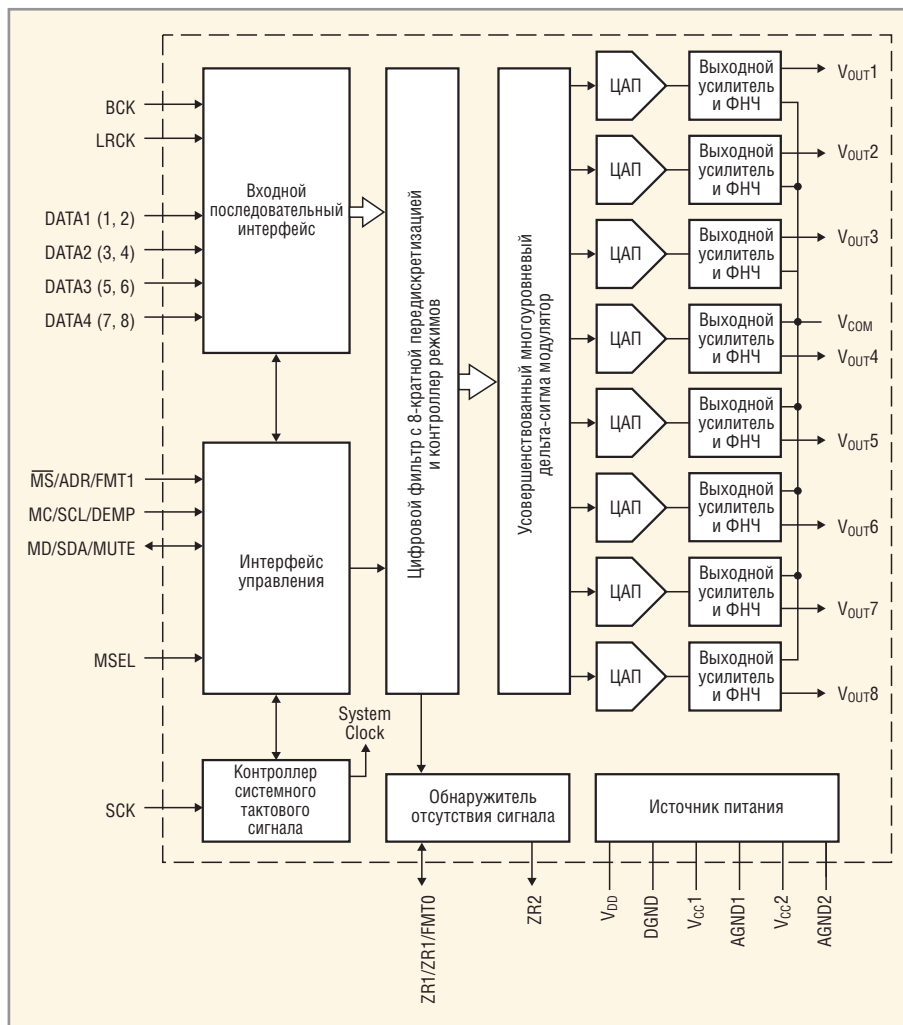 BCK
LRCK
DATA1 (1, 2)
DATA2 (3, 4)
DATA3 (5, 6)
DATA4 (7, 8)
M̅S̅/ADR/FMT1
MC/SCL/DEMP
MD/SDA/MUTE
MSEL
SCK
Входной
последовательный
интерфейс
Интерфейс
управления
System
Clock
Контроллер
системного
тактового
сигнала
Цифровой фильтр с 8-кратной передискретизацией
и контроллер режимов
Усовершенствованный многоуровневый
дельта-сигма модулятор
ЦАП
Выходной
усилитель
и ФНЧ
VOUT1
ЦАП
Выходной
усилитель
и ФНЧ
VOUT2
ЦАП
Выходной
усилитель
и ФНЧ
VOUT3
ЦАП
Выходной
усилитель
и ФНЧ
VCOM
VOUT4
ЦАП
Выходной
усилитель
и ФНЧ
VOUT5
ЦАП
Выходной
усилитель
и ФНЧ
VOUT6
ЦАП
Выходной
усилитель
и ФНЧ
VOUT7
ЦАП
Выходной
усилитель
и ФНЧ
VOUT8
Обнаружитель
отсутствия сигнала
Источник питания
ZR1/ZR1/FMT0
ZR2
VDD
DGND
VCC1
AGND1
VCC2
AGND2